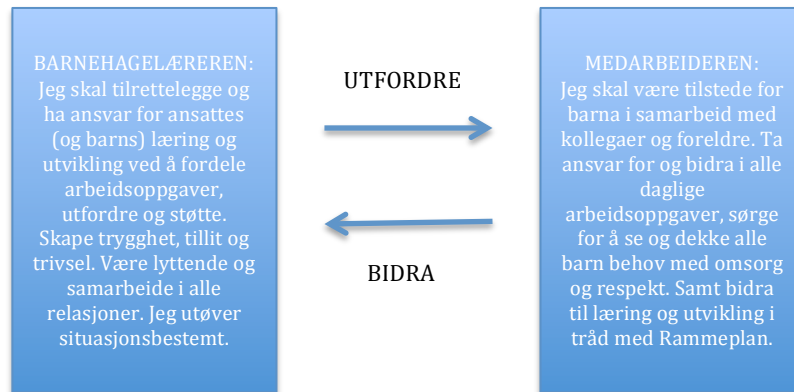 BARNEHAGELÆREREN:
Jeg skal tilrettelegge og
ha ansvar for ansattes
(og barns) læring og
utvikling ved å fordele
arbeidsoppgaver,
utfordre og støtte.
Skape trygghet, tillit og
trivsel. Være lyttende og
samarbeide i alle
relasjoner. Jeg utøver
situasjonsbestemt.
UTFORDRE
BIDRA
MEDARBEIDEREN:
Jeg skal være tilstede for
barna i samarbeid med
kollegaer og foreldre. Ta
ansvar for og bidra i alle
daglige
arbeidsoppgaver, sørge
for å se og dekke alle
barn behov med omsorg
og respekt. Samt bidra
til læring og utvikling i
tråd med Rammeplan.